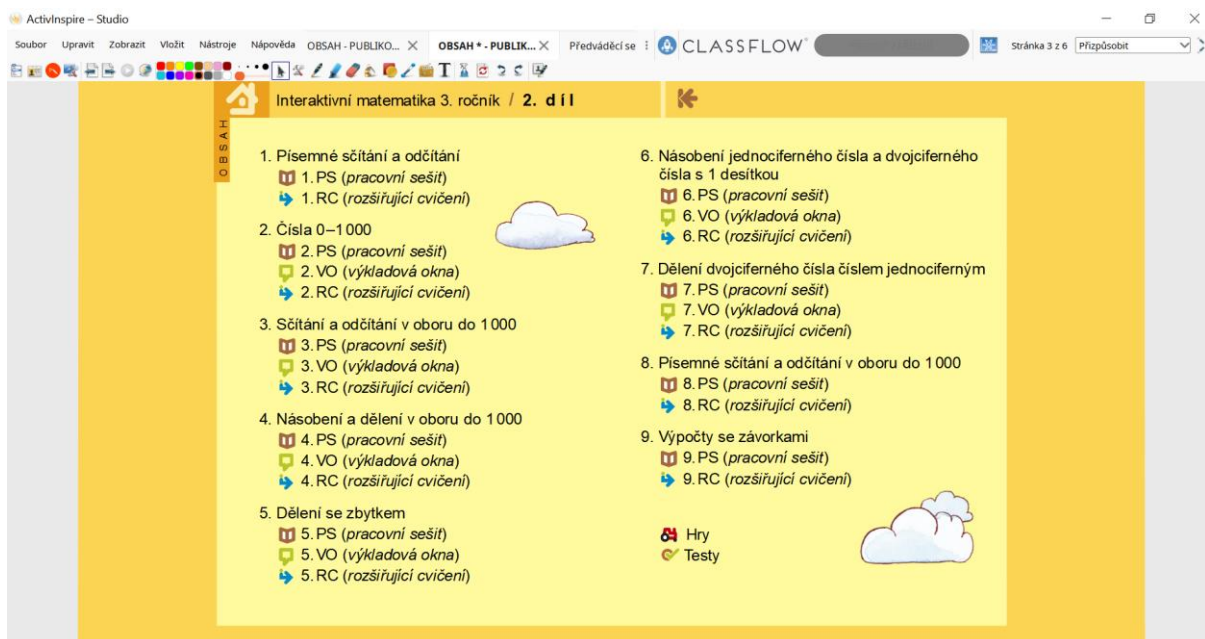 ActivInspire – Studio
Soubor Upravit Zobrazit Vložit Nástroje Nápověda OBSAH - PUBLIKO... OBSAH * - PUBLIK... Předváděcí se CLASSFLOW Stránka 3 z 6 Přizpůsobit
Interaktivní matematika 3. ročník / 2. díl
OBSAH
1. Písemné sčítání a odčítání
1. PS (pracovní sešit)
1. RC (rozšiřující cvičení)
2. Čísla 0–1000
2. PS (pracovní sešit)
2. VO (výkladová okna)
2. RC (rozšiřující cvičení)
3. Sčítání a odčítání v oboru do 1000
3. PS (pracovní sešit)
3. VO (výkladová okna)
3. RC (rozšiřující cvičení)
4. Násobení a dělení v oboru do 1000
4. PS (pracovní sešit)
4. VO (výkladová okna)
4. RC (rozšiřující cvičení)
5. Dělení se zbytkem
5. PS (pracovní sešit)
5. VO (výkladová okna)
5. RC (rozšiřující cvičení)
6. Násobení jednociferného čísla a dvojciferného
čísla s 1 desítkou
6. PS (pracovní sešit)
6. VO (výkladová okna)
6. RC (rozšiřující cvičení)
7. Dělení dvojciferného čísla číslem jednociferným
7. PS (pracovní sešit)
7. VO (výkladová okna)
7. RC (rozšiřující cvičení)
8. Písemné sčítání a odčítání v oboru do 1000
8. PS (pracovní sešit)
8. RC (rozšiřující cvičení)
9. Výpočty se závorkami
9. PS (pracovní sešit)
9. RC (rozšiřující cvičení)
Hry
Testy